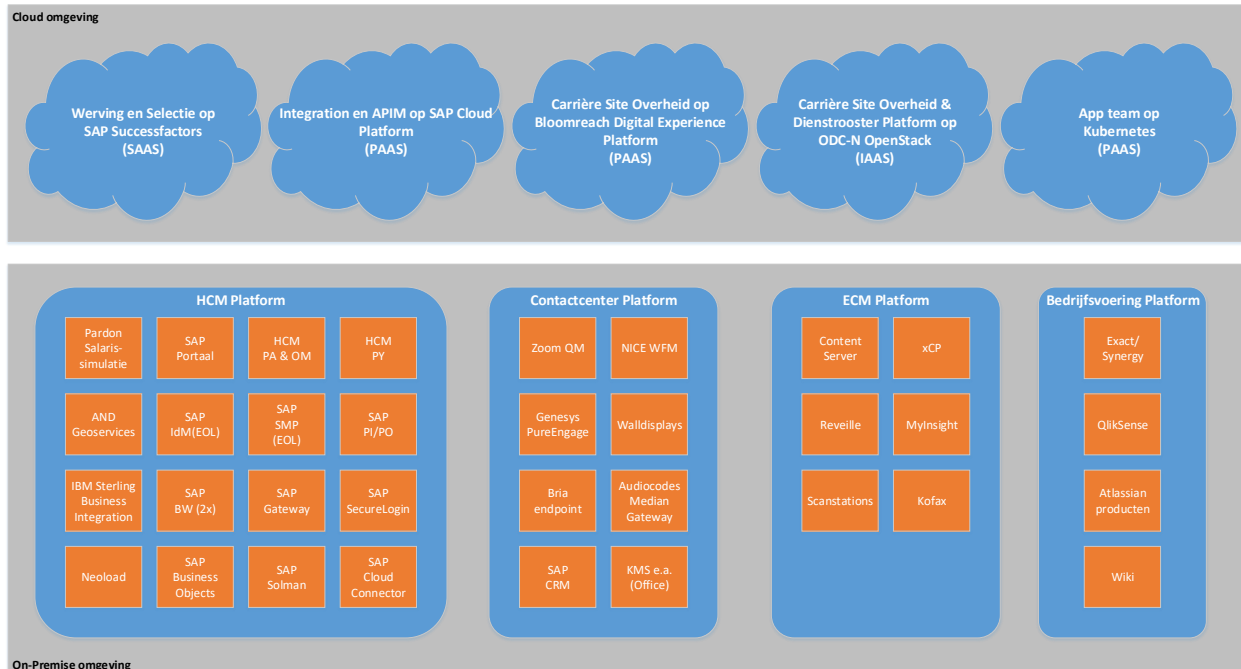 Cloud omgeving
Werving en Selectie op
SAP Successfactors
(SAAS)
Integration en APIM op SAP Cloud
Platform
(PAAS)
Carrière Site Overheid op
Bloomreach Digital Experience
Platform
(PAAS)
Carrière Site Overheid &
Dienstrooster Platform op
ODC-N OpenStack
(IAAS)
App team op
Kubernetes
(PAAS)
HCM Platform
Pardon
Salaris-
simulatie
SAP
Portaal
HCM
PA & OM
HCM
PY
AND
Geoservices
SAP
IdM(EOL)
SAP
SMP
(EOL)
SAP
PI/PO
IBM Sterling
Business
Integration
SAP
BW (2x)
SAP
Gateway
SAP
SecureLogin
Neoload
SAP
Business
Objects
SAP
Solman
SAP
Cloud
Connector
Contactcenter Platform
Zoom QM
NICE WFM
Genesys
PureEngage
Walldisplays
Bria
endpoint
Audiocodes
Median
Gateway
SAP
CRM
KMS e.a.
(Office)
ECM Platform
Content
Server
xCP
Reveille
MyInsight
Scanstations
Kofax
Bedrijfsvoering Platform
Exact/
Synergy
QlikSense
Atlassian
producten
Wiki
On-Premise omgeving